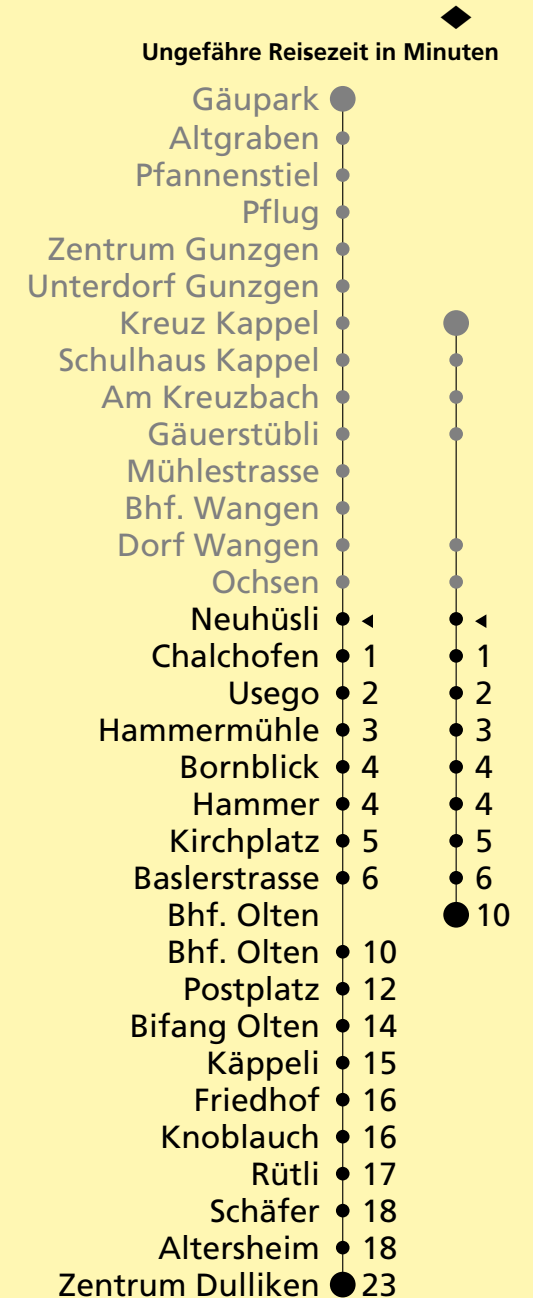 Ungefähre Reisezeit in Minuten
Gäupark
Altgraben
Pfannenstiel
Pflug
Zentrum Gunzgen
Unterdorf Gunzgen
Kreuz Kappel
Schulhaus Kappel
Am Kreuzbach
Gäuerstübli
Mühlestrasse
Bhf. Wangen
Dorf Wangen
Ochsen
Neuhüsli
Chalchofen 1 1
Usego 2 2
Hammermühle 3 3
Bornblick 4 4
Hammer 4 4
Kirchplatz 5 5
Baslerstrasse 6 6
Bhf. Olten 10
Bhf. Olten 10
Postplatz 12
Bifang Olten 14
Käppeli 15
Friedhof 16
Knoblauch 16
Rütli 17
Schäfer 18
Altersheim 18
Zentrum Dulliken 23